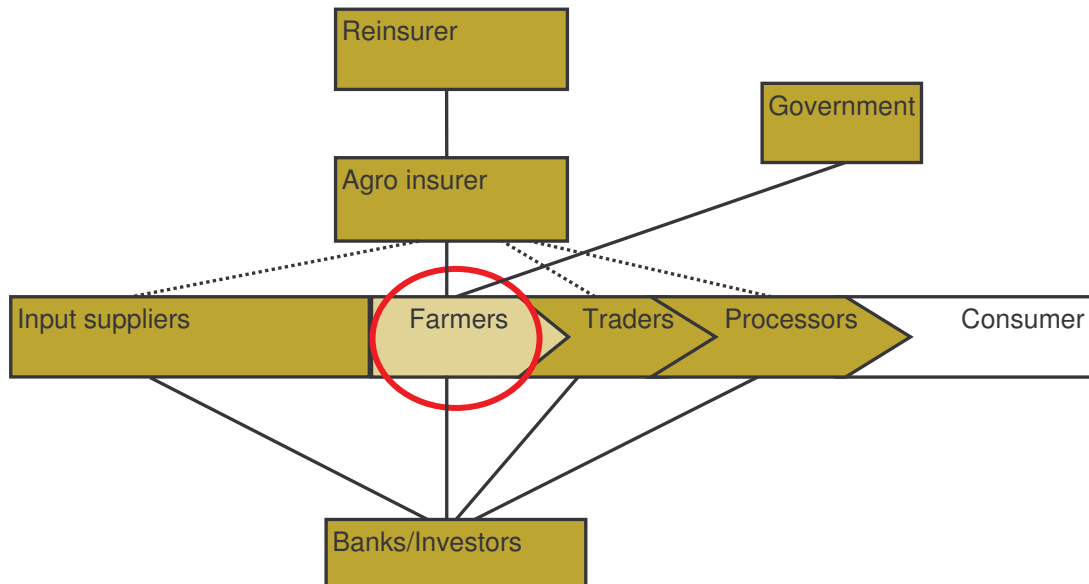 Reinsurer
Government
Agro insurer
Input suppliers
Farmers
Traders
Processors
Consumer
Banks/Investors